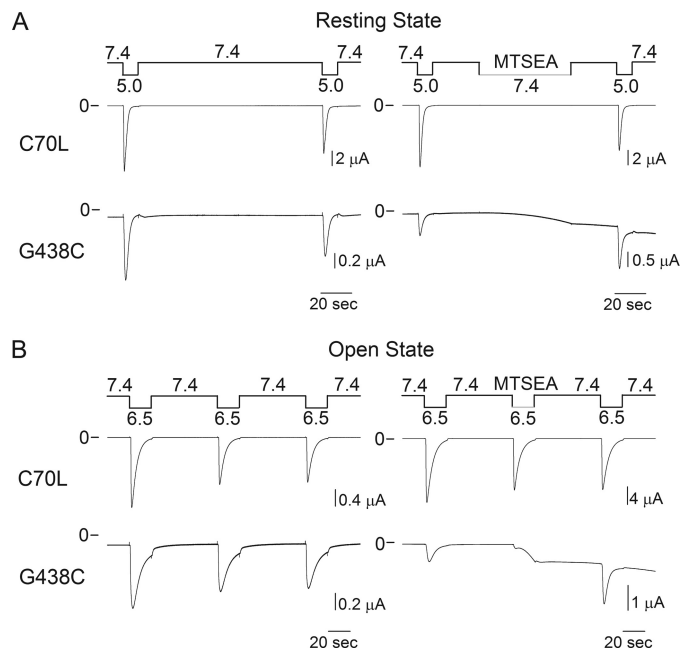 A
Resting State
7.4 7.4 7.4
5.0 5.0
7.4 MTSEA 7.4
5.0 7.4 5.0
0– 0–
C70L
2 µA 2 µA
0– 0–
G438C
0.2 µA 0.5 µA
20 sec 20 sec
B
Open State
7.4 7.4 7.4 7.4
6.5 6.5 6.5
7.4 7.4 MTSEA 7.4 7.4
6.5 6.5 6.5
0– 0–
C70L
0.4 µA 4 µA
0– 0–
G438C
0.2 µA 1 µA
20 sec 20 sec